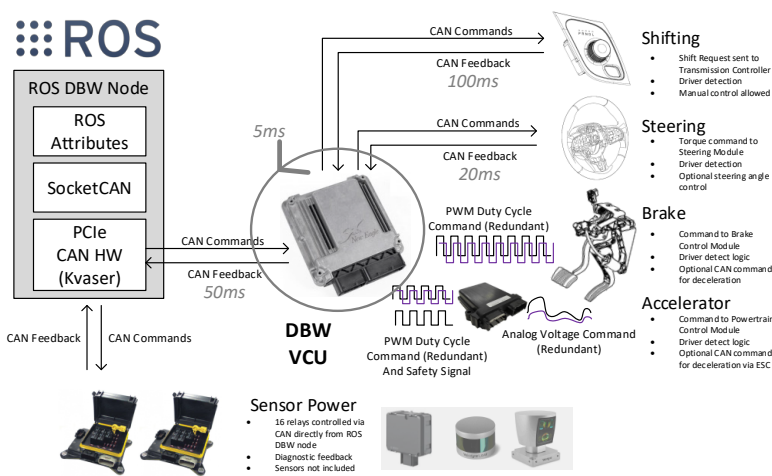 ROS
ROS DBW Node
ROS
Attributes
SocketCAN
PCIe
CAN HW
(Kvaser)
CAN Commands
CAN Feedback
50ms
CAN Feedback
CAN Commands
5ms
New Eagle
DBW
VCU
CAN Commands
CAN Feedback
100ms
CAN Commands
CAN Feedback
20ms
PWM Duty Cycle
Command (Redundant)
PWM Duty Cycle
Command (Redundant)
And Safety Signal
Analog Voltage Command
(Redundant)
Shifting
• Shift Request sent to
Transmission Controller
• Driver detection
• Manual control allowed
Steering
• Torque command to
Steering Module
• Driver detection
• Optional steering angle
control
Brake
• Command to Brake
Control Module
• Driver detect logic
• Optional CAN command
for deceleration
Accelerator
• Command to Powertrain
Control Module
• Driver detect logic
• Optional CAN command
for deceleration via ESC
Sensor Power
• 16 relays controlled via
CAN directly from ROS
DBW node
• Diagnostic feedback
• Sensors not included